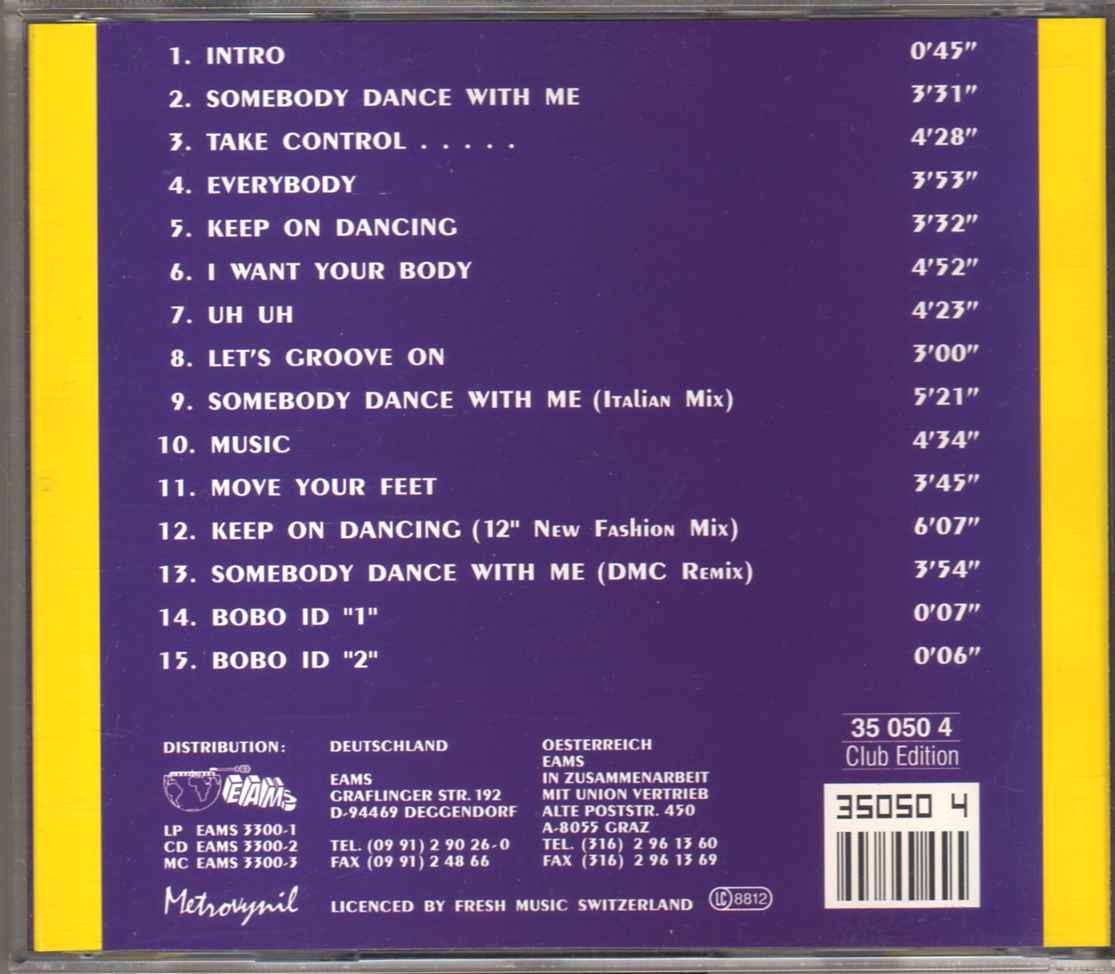 1. INTRO 0'45"
2. SOMEBODY DANCE WITH ME 3'31"
3. TAKE CONTROL . . . . . 4'28"
4. EVERYBODY 3'53"
5. KEEP ON DANCING 3'32"
6. I WANT YOUR BODY 4'52"
7. UH UH 4'23"
8. LET'S GROOVE ON 3'00"
9. SOMEBODY DANCE WITH ME (ITALIAN MIX) 5'21"
10. MUSIC 4'34"
11. MOVE YOUR FEET 3'45"
12. KEEP ON DANCING (12" NEW FASHION MIX) 6'07"
13. SOMEBODY DANCE WITH ME (DMC REMIX) 3'54"
14. BOBO ID "1" 0'07"
15. BOBO ID "2" 0'06"
DISTRIBUTION:
EAMS
LP EAMS 3300-1
CD EAMS 3300-2
MC EAMS 3300-3
DEUTSCHLAND
EAMS
GRAFLINGER STR. 192
D-94469 DEGGENDORF
TEL. (09 91) 2 90 26-0
FAX (09 91) 2 48 66
OESTERREICH
EAMS
IN ZUSAMMENARBEIT
MIT UNION VERTRIEB
ALTE POSTSTR. 450
A-8055 GRAZ
TEL. (316) 2 96 13 60
FAX (316) 2 96 13 69
35 050 4
Club Edition
35050 4
Metrovynil
LICENCED BY FRESH MUSIC SWITZERLAND
LC 8812